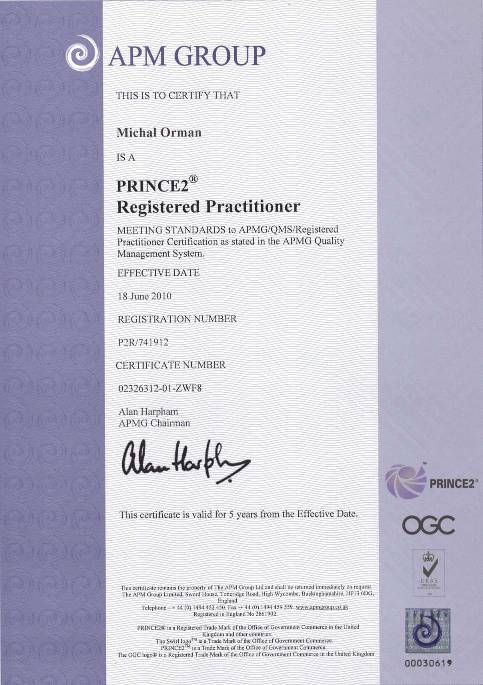 APM GROUP
THIS IS TO CERTIFY THAT
Michal Orman
IS A
PRINCE2®
Registered Practitioner
MEETING STANDARDS to APMG/QMS/Registered
Practitioner Certification as stated in the APMG Quality
Management System.
EFFECTIVE DATE
18 June 2010
REGISTRATION NUMBER
P2R/741912
CERTIFICATE NUMBER
02326312-01-ZWF8
Alan Harpham
APMG Chairman
Alan Harpham
PRINCE2®
This certificate is valid for 5 years from the Effective Date.
OGC
UKAS
This certificate remains the property of The APM Group Ltd and shall be returned immediately on request.
The APM Group Limited, Sword House, Totteridge Road, High Wycombe, Buckinghamshire, HP13 6DG,
England
Telephone - + 44 (0) 1494 452 450. Fax + 44 (0) 1494 459 559. www.apmgroup.co.uk
Registered in England No 2861902.
PRINCE2® is a Registered Trade Mark of the Office of Government Commerce in the United
Kingdom and other countries.
The Swirl logo™ is a Trade Mark of the Office of Government Commerce.
PRINCE2™ is a Trade Mark of the Office of Government Commerce.
The OGC logo® is a Registered Trade Mark of the Office of Government Commerce in the United Kingdom
00030619